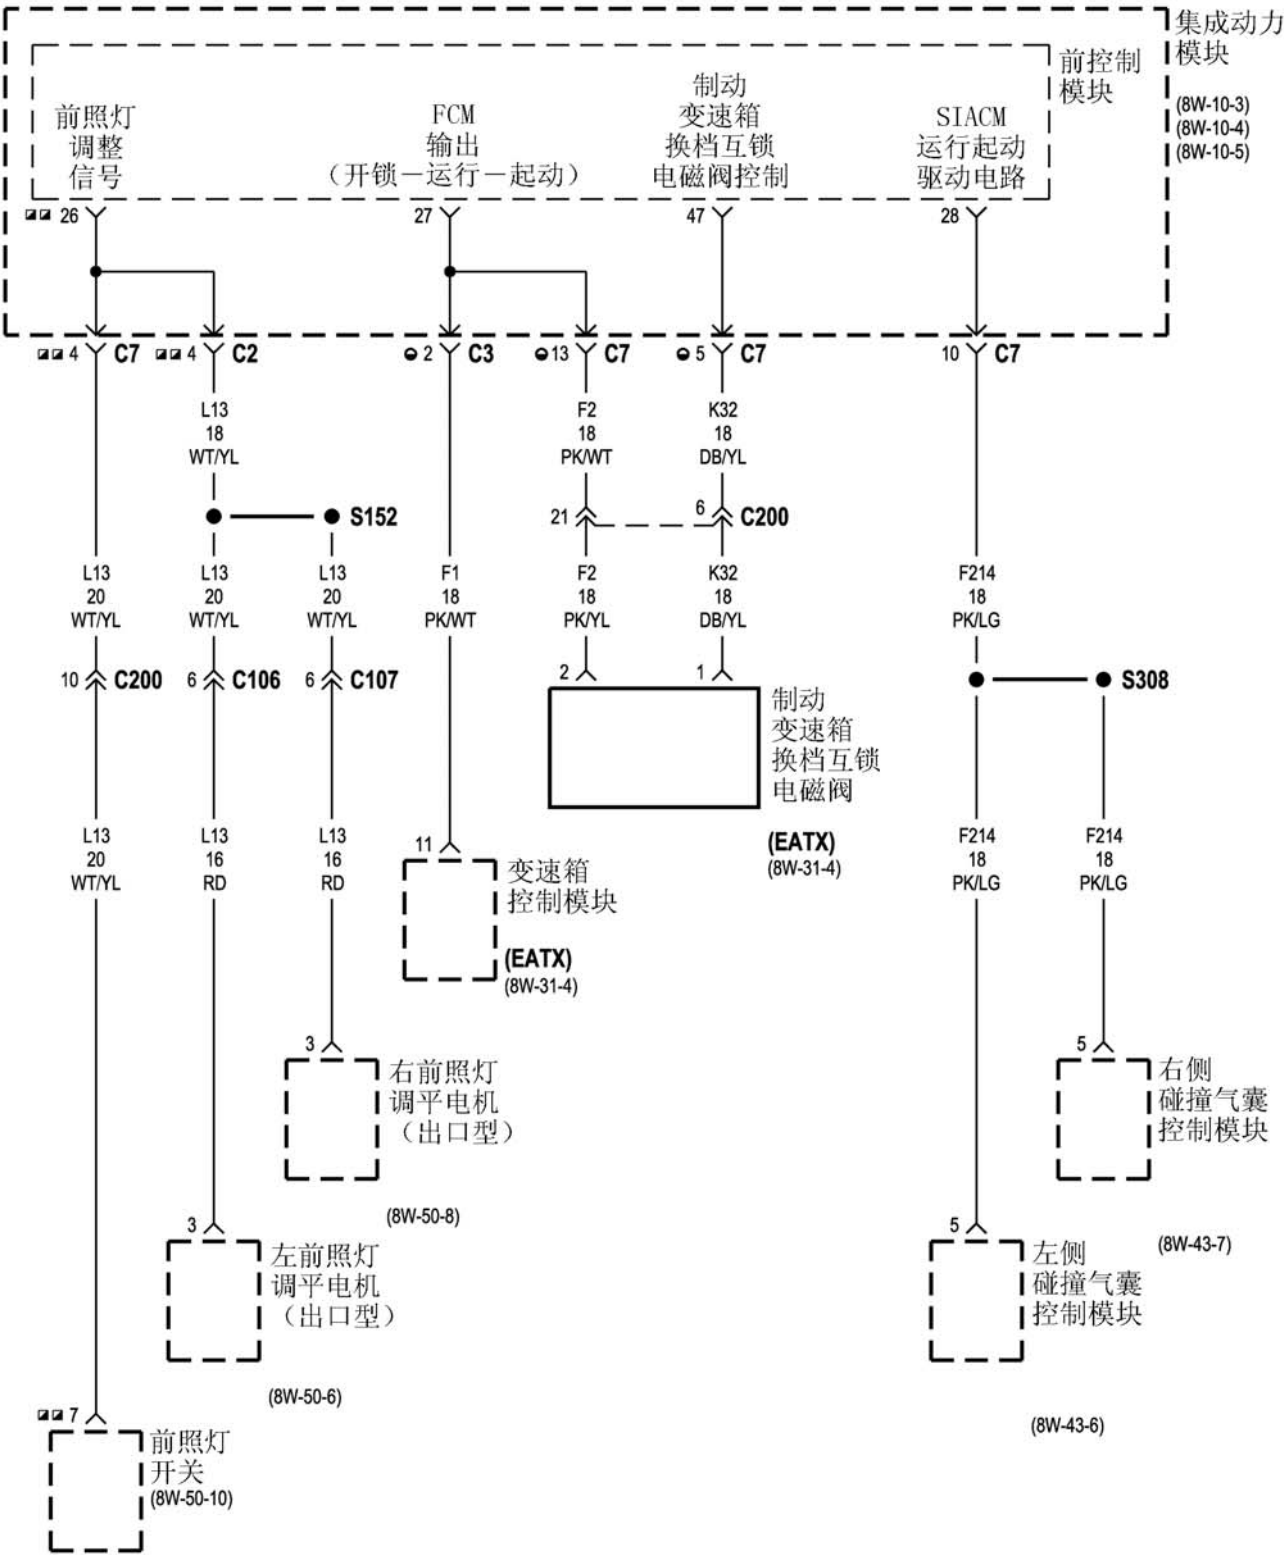 集成动力
模块
(8W-10-3)
(8W-10-4)
(8W-10-5)
前控制
模块
前照灯
调整
信号
FCM
输出
（开锁－运行－起动）
制动
变速箱
换档互锁
电磁阀控制
SIACM
运行起动
驱动电路
26
27
47
28
4 C7
4 C2
2 C3
13 C7
5 C7
10 C7
L13
18
WT/YL
F2
18
PK/WT
K32
18
DB/YL
S152
21
6 C200
L13
20
WT/YL
L13
20
WT/YL
L13
20
WT/YL
F1
18
PK/WT
F2
18
PK/YL
K32
18
DB/YL
F214
18
PK/LG
10 C200
6 C106
6 C107
2
1
S308
制动
变速箱
换档互锁
电磁阀
(EATX)
(8W-31-4)
L13
20
WT/YL
L13
16
RD
L13
16
RD
F214
18
PK/LG
F214
18
PK/LG
11
变速箱
控制模块
(EATX)
(8W-31-4)
3
右前照灯
调平电机
（出口型）
(8W-50-8)
5
右侧
碰撞气囊
控制模块
(8W-43-7)
3
左前照灯
调平电机
（出口型）
(8W-50-6)
5
左侧
碰撞气囊
控制模块
(8W-43-6)
7
前照灯
开关
(8W-50-10)